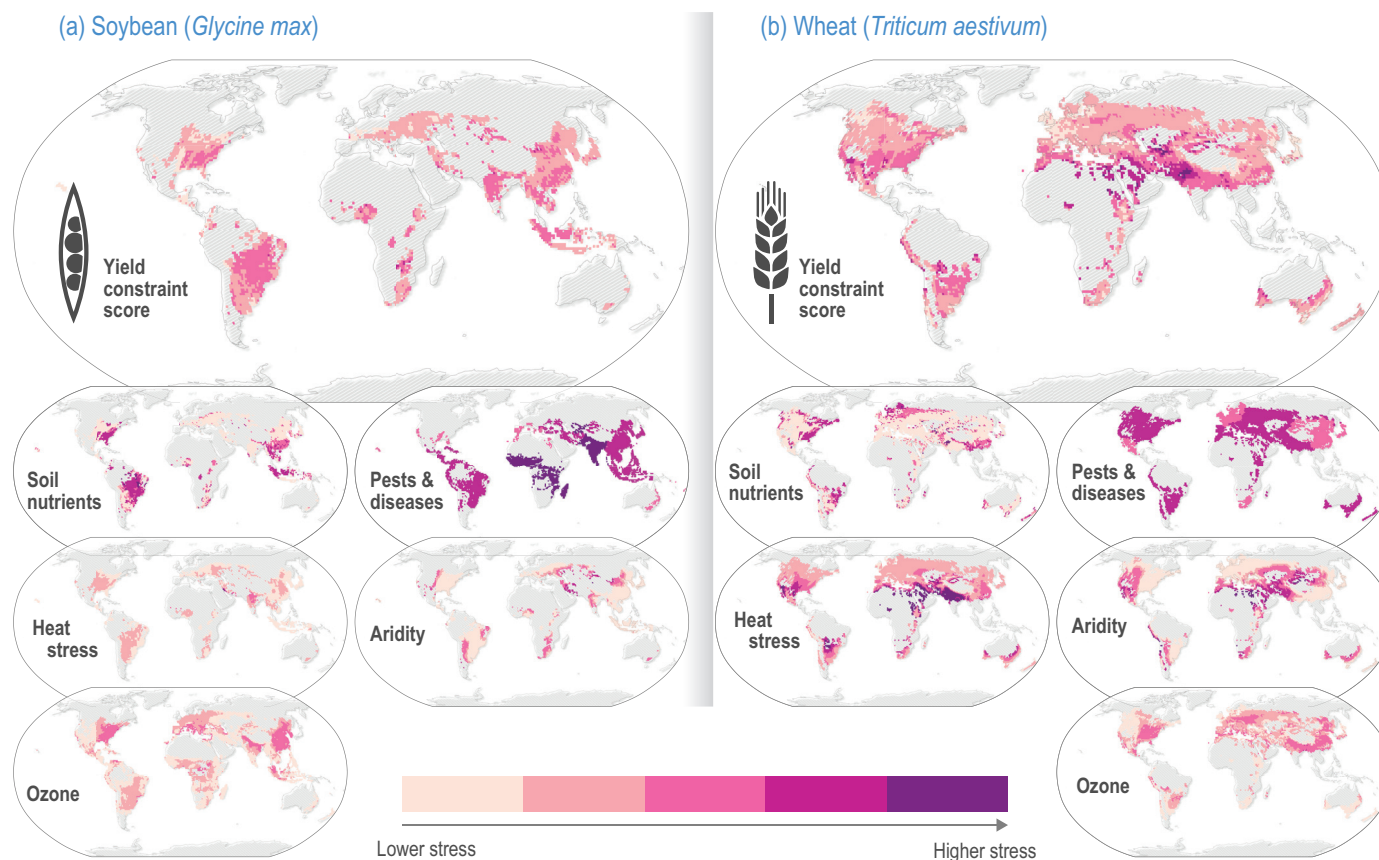 (a) Soybean (Glycine max)
Yield
constraint
score
Soil
nutrients
Pests &
diseases
Heat
stress
Aridity
Ozone
(b) Wheat (Triticum aestivum)
Yield
constraint
score
Soil
nutrients
Pests &
diseases
Heat
stress
Aridity
Ozone
Lower stress
Higher stress